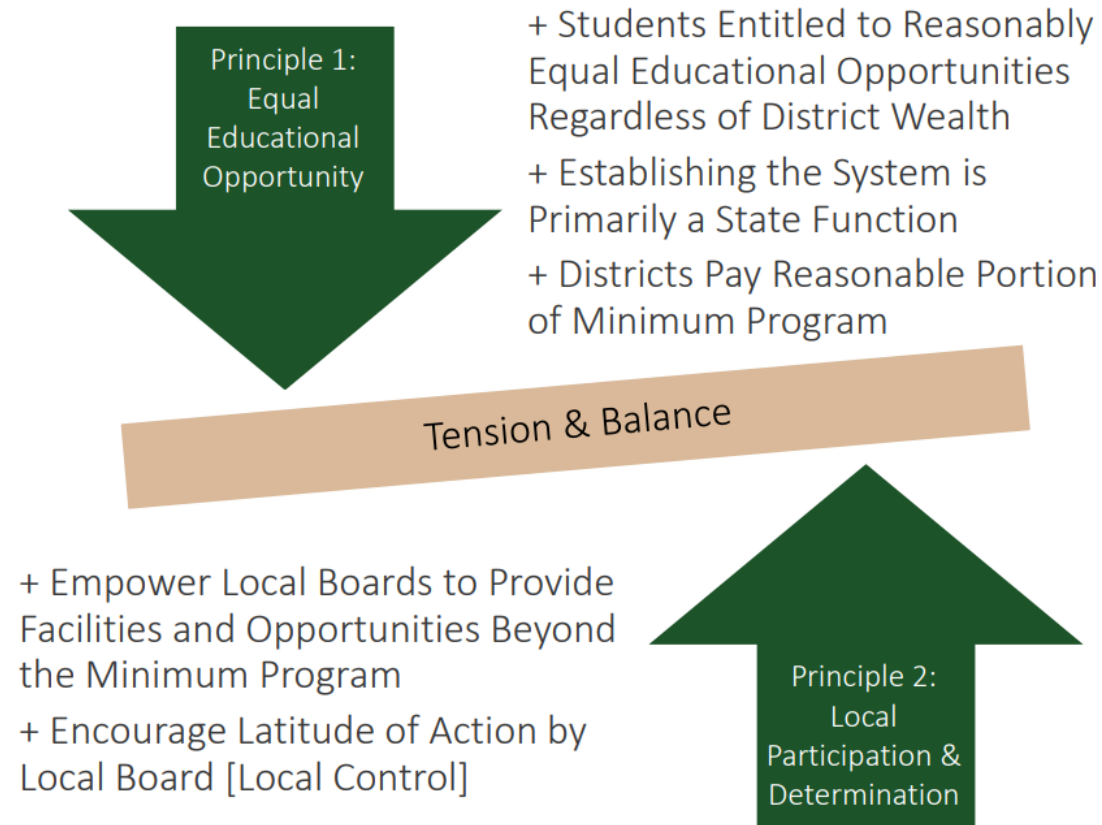 Principle 1:
Equal
Educational
Opportunity
+ Students Entitled to Reasonably
Equal Educational Opportunities
Regardless of District Wealth
+ Establishing the System is
Primarily a State Function
+ Districts Pay Reasonable Portion
of Minimum Program
Tension & Balance
+ Empower Local Boards to Provide
Facilities and Opportunities Beyond
the Minimum Program
+ Encourage Latitude of Action by
Local Board [Local Control]
Principle 2:
Local
Participation &
Determination